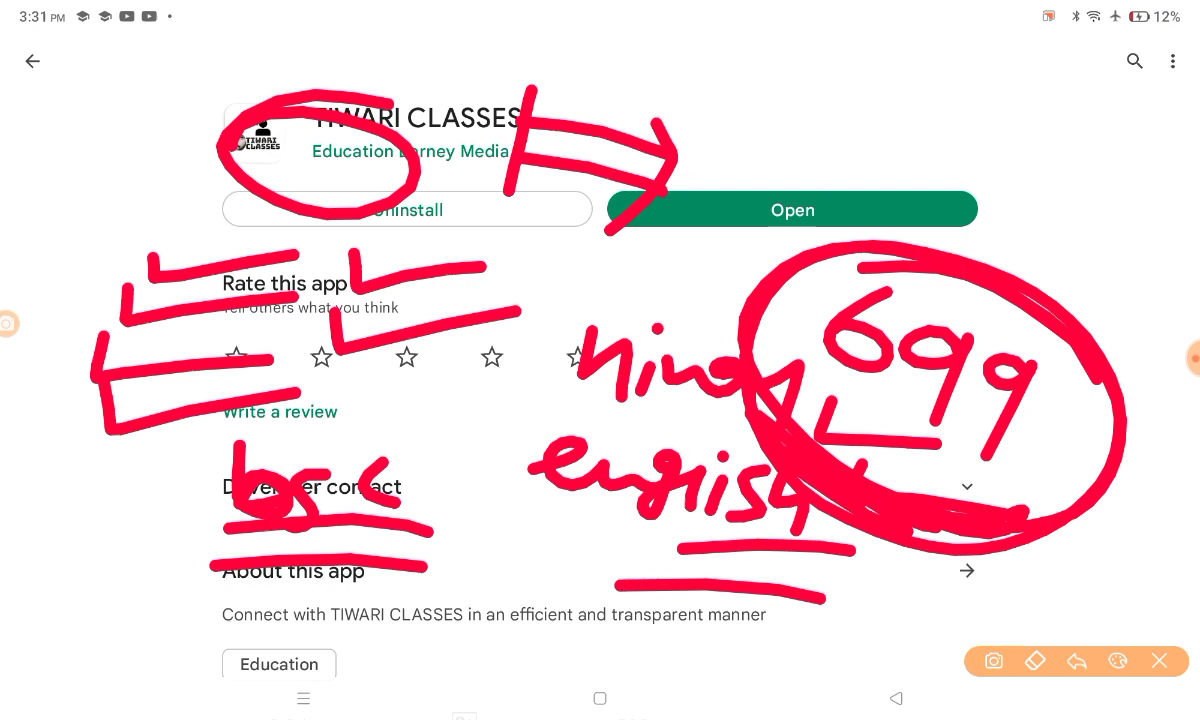 3:31 PM
12%
TIWARI CLASSES
TIWARI
CLASSES
Education Barney Media
Uninstall
Open
Rate this app
Tell others what you think
Hindi
699
Write a review
english
bsc
Developer contact
About this app
Connect with TIWARI CLASSES in an efficient and transparent manner
Education